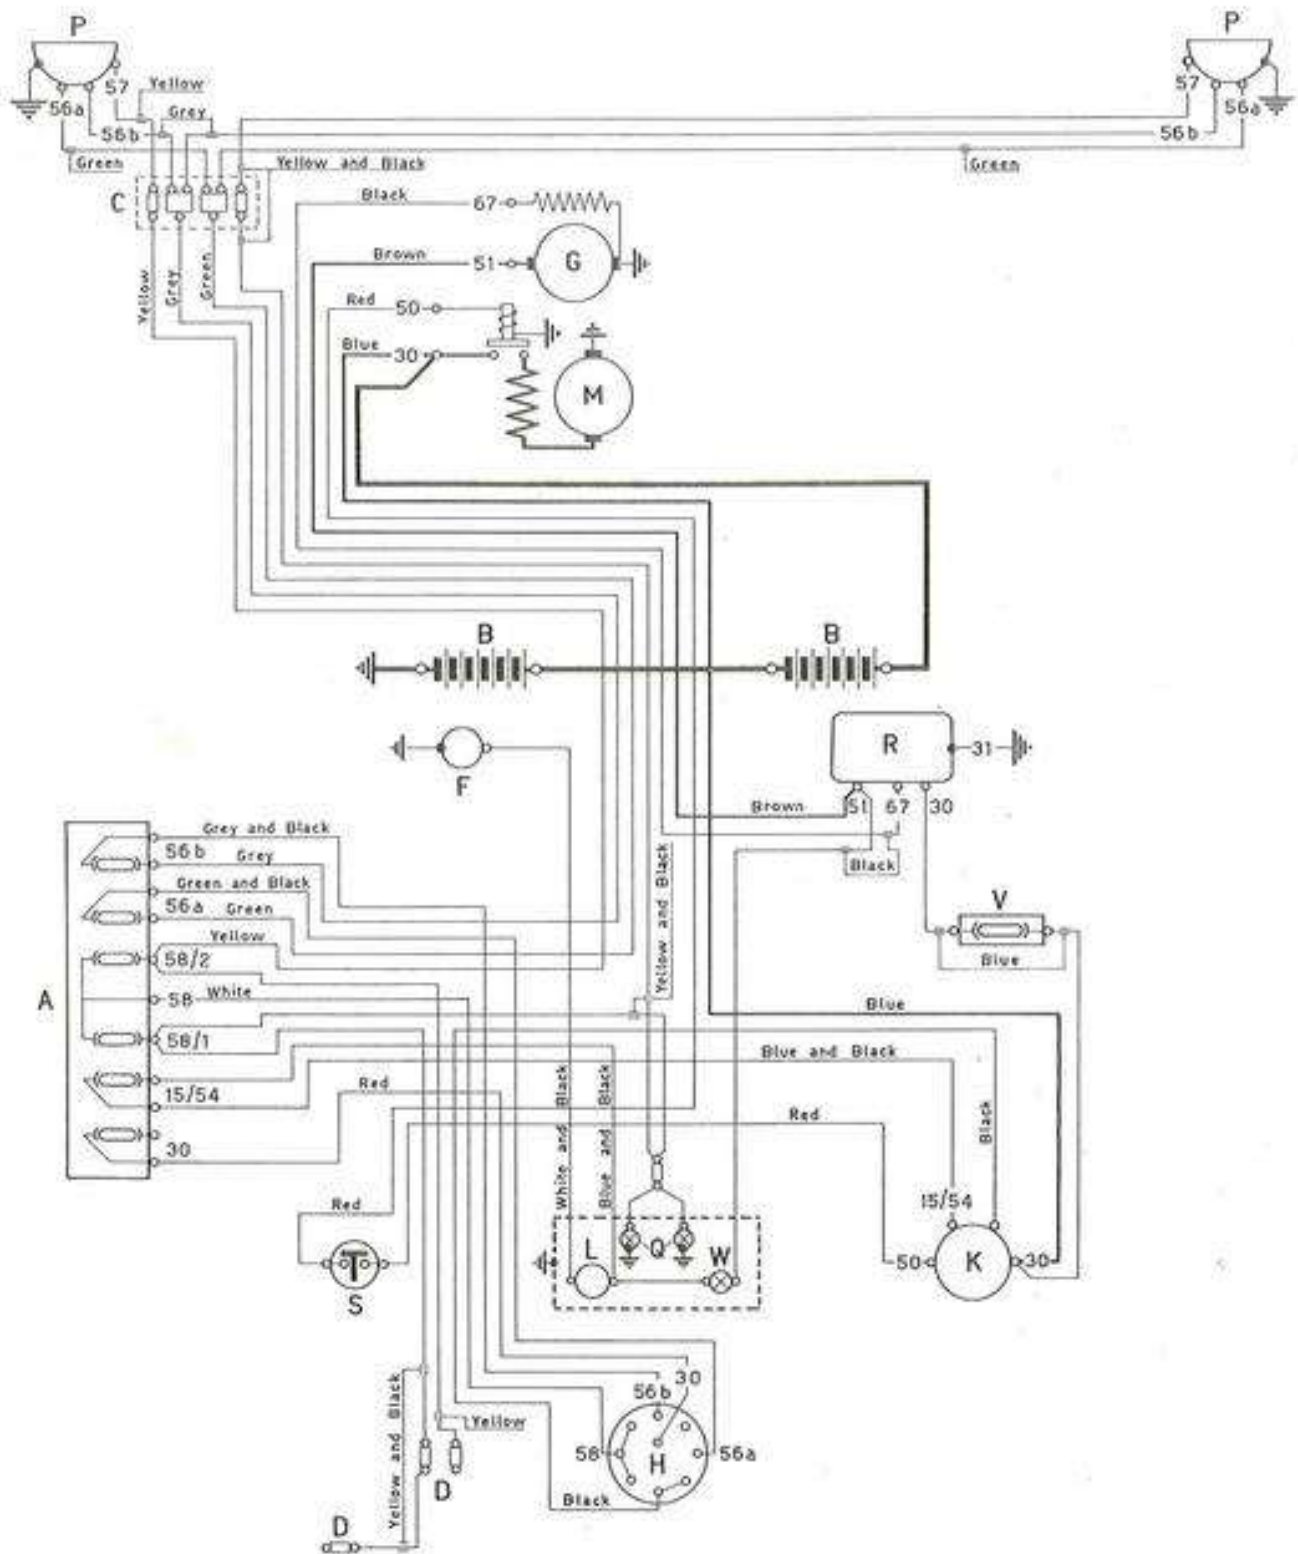 P
P
57
Yellow
57
56a
Grey
56a
56b
56b
Green
Yellow and Black
Green
C
Black
67
Brown
51
G
Yellow
Grey
Green
Red
50
Blue
30
M
B
B
R
31
F
Brown
51
67
30
Grey and Black
56b
Grey
Black
Green and Black
56a
Green
V
Yellow
58/2
Yellow and Black
Blue
A
58
White
Blue
58/1
Blue and Black
15/54
Red
Red
30
White and Black
Blue and Black
Black
15/54
Red
L
Q
W
50
K
30
T
S
30
56b
Yellow and Black
Yellow
58
H
56a
D
Black
D